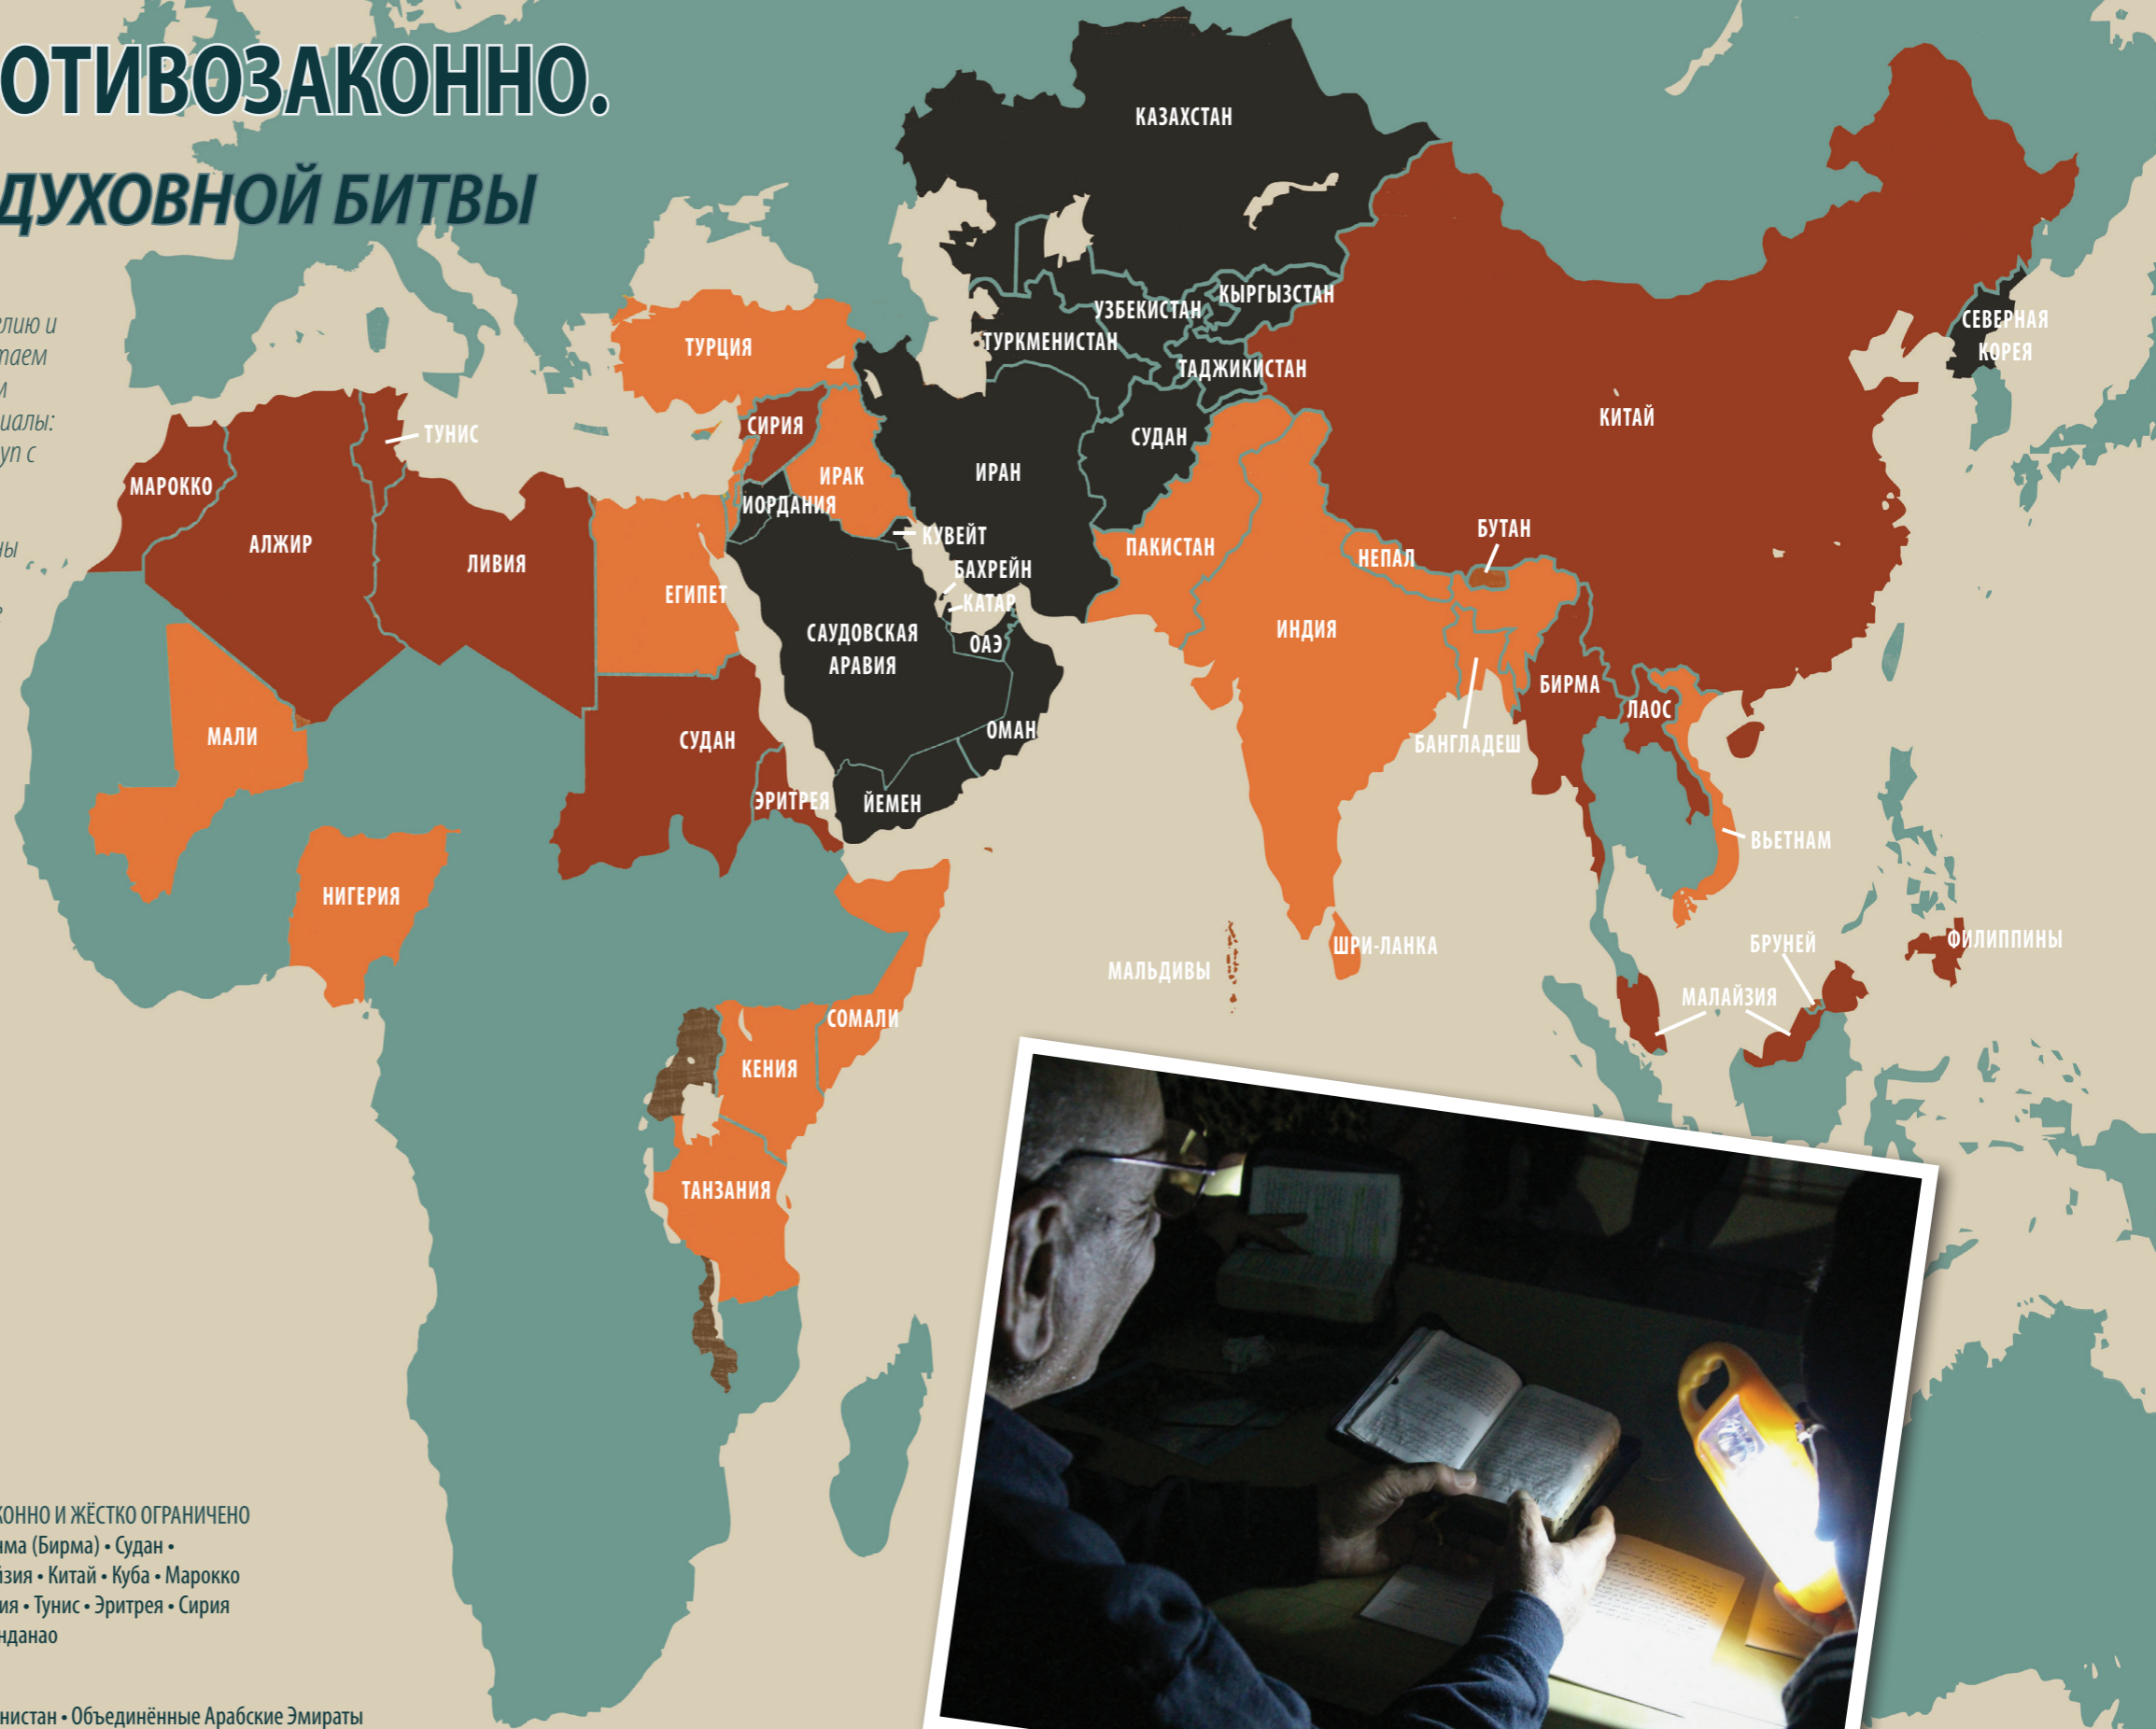 ОТИВОЗАКОННО.
ДУХОВНОЙ БИТВЫ
елию и
таем
м
иалы:
уп с
ны
КАЗАХСТАН
УЗБЕКИСТАН
КЫРГЫЗСТАН
ТУРКМЕНИСТАН
ТАДЖИКИСТАН
СЕВЕРНАЯ
КОРЕЯ
ТУРЦИЯ
СИРИЯ
ТУНИС
СУДАН
КИТАЙ
МАРОККО
ИРАК
ИРАН
ЙОРДАНИЯ
АЛЖИР
ЛИВИЯ
КУВЕЙТ
ПАКИСТАН
БУТАН
НЕПАЛ
ЕГИПЕТ
БАХРЕЙН
КАТАР
САУДОВСКАЯ
АРАВИЯ
ОАЭ
ИНДИЯ
БИРМА
ЛАОС
МАЛИ
СУДАН
ОМАН
БАНГЛАДЕШ
ЭРИТРЕЯ
ЙЕМЕН
ВЬЕТНАМ
НИГЕРИЯ
ШРИ-ЛАНКА
МАЛЬДИВЫ
БРУНЕЙ
ФИЛИППИНЫ
МАЛАЙЗИЯ
СОМАЛИ
КЕНИЯ
ТАНЗАНИЯ
КОННО И ЖЁСТКО ОГРАНИЧЕНО
нма (Бирма) • Судан •
йзия • Китай • Куба • Марокко
ия • Тунис • Эритрея • Сирия
нданао
нистан • Объединённые Арабские Эмираты